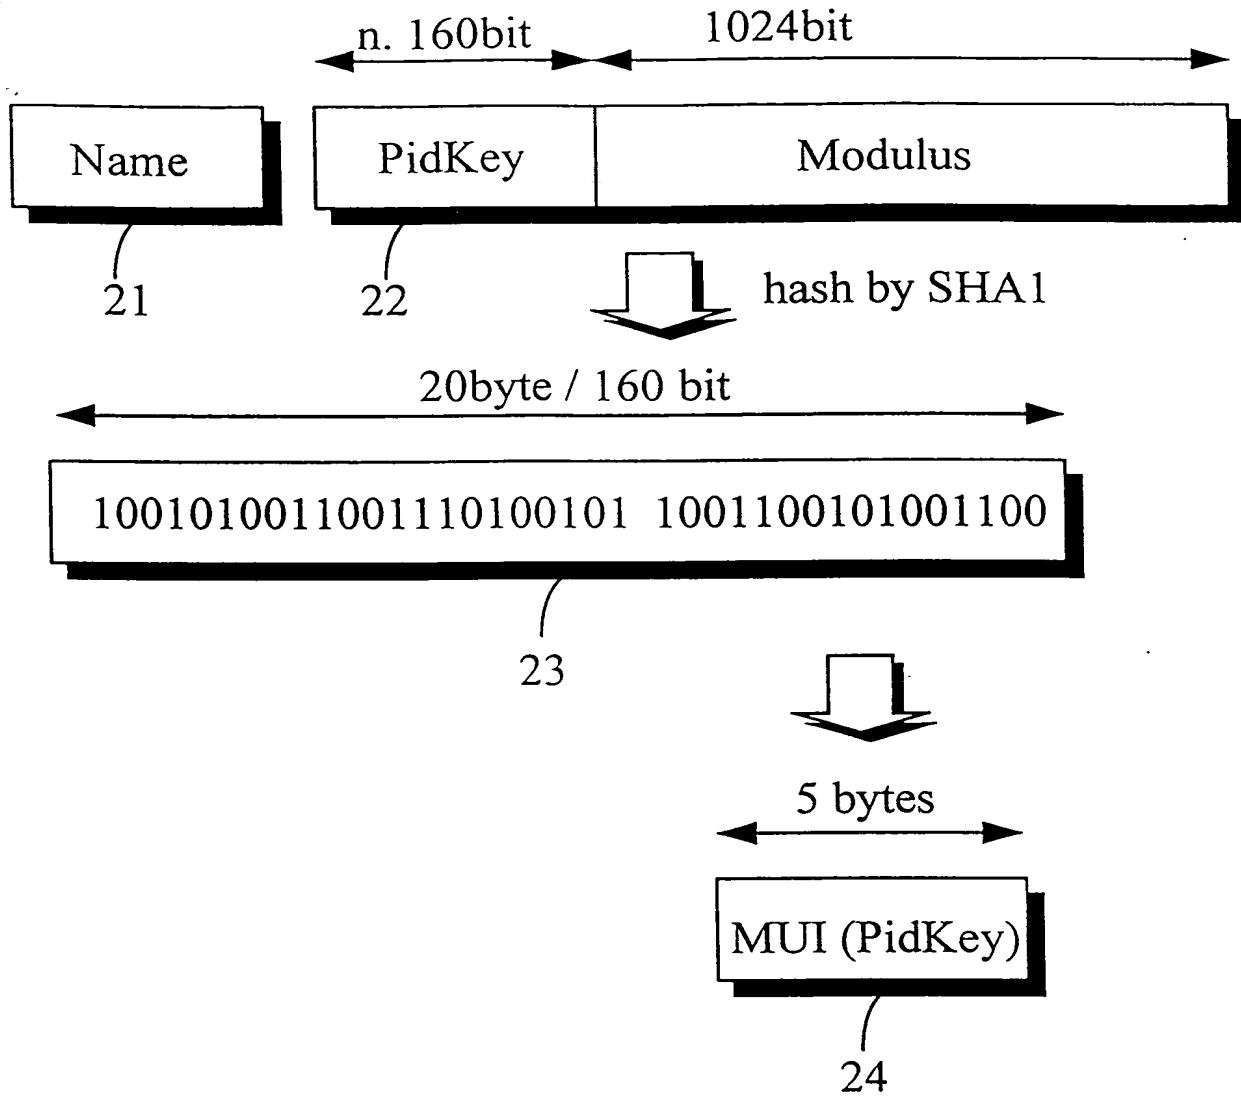 n. 160bit 1024bit
Name PidKey Modulus
21 22 hash by SHA1
20byte / 160 bit
10010100110011110100101 1001100101001100
23
5 bytes
MUI (PidKey)
24